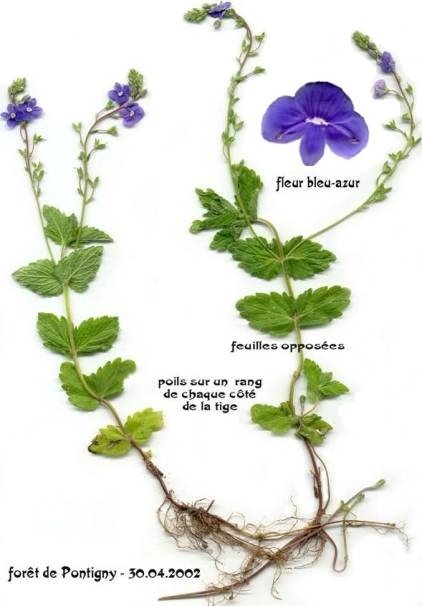 fleur bleu-azur
feuilles opposées
poils sur un rang
de chaque côté
de la tige
forêt de Pontigny - 30.04.2002